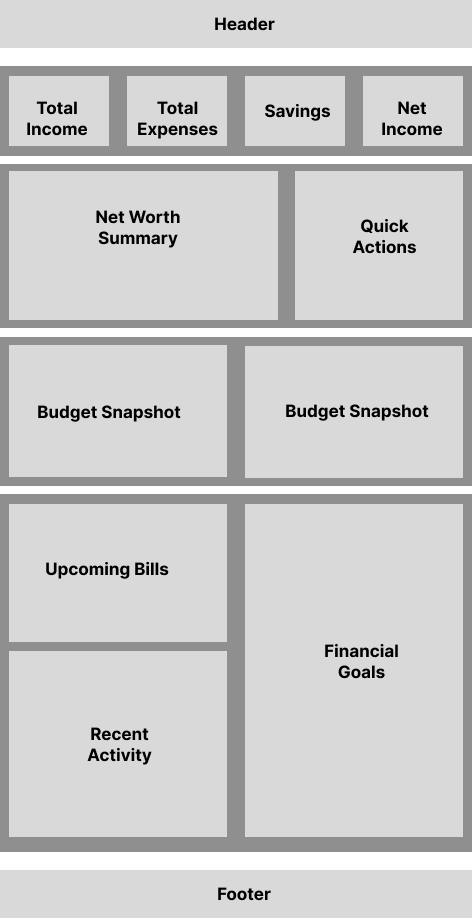 Header
Total
Income
Total
Expenses
Savings
Net
Income
Net Worth
Summary
Quick
Actions
Budget Snapshot
Budget Snapshot
Upcoming Bills
Financial
Goals
Recent
Activity
Footer